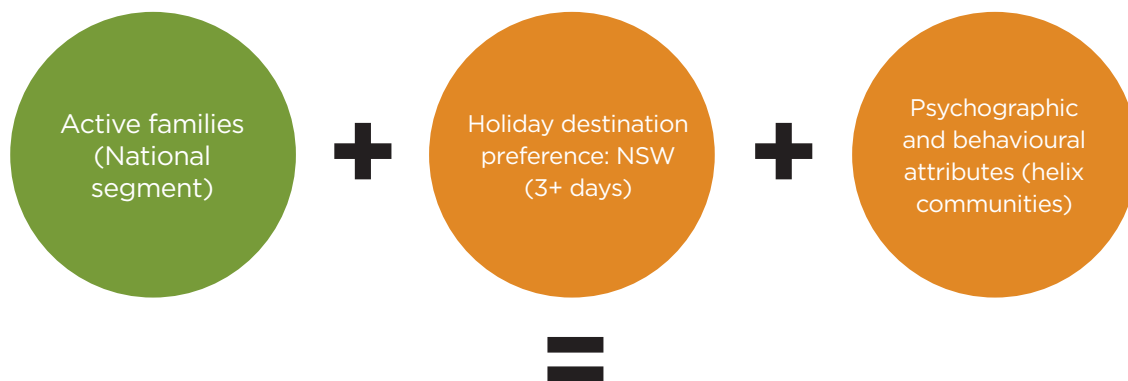 Active families
(National
segment)
+
Holiday destination
preference: NSW
(3+ days)
+
Psychographic
and behavioural
attributes (helix
communities)
=